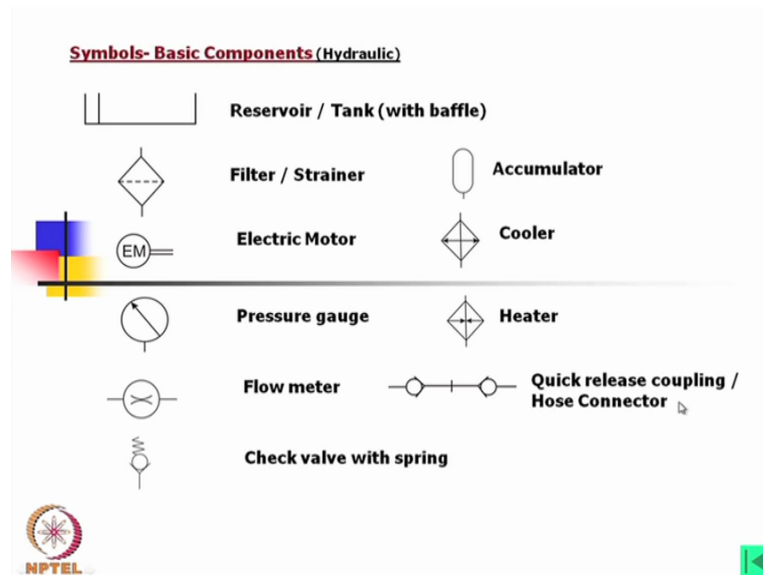 Symbols- Basic Components (Hydraulic)
Reservoir / Tank (with baffle)
Filter / Strainer
Accumulator
EM
Electric Motor
Cooler
Pressure gauge
Heater
Flow meter
Quick release coupling /
Hose Connector
Check valve with spring
NPTEL